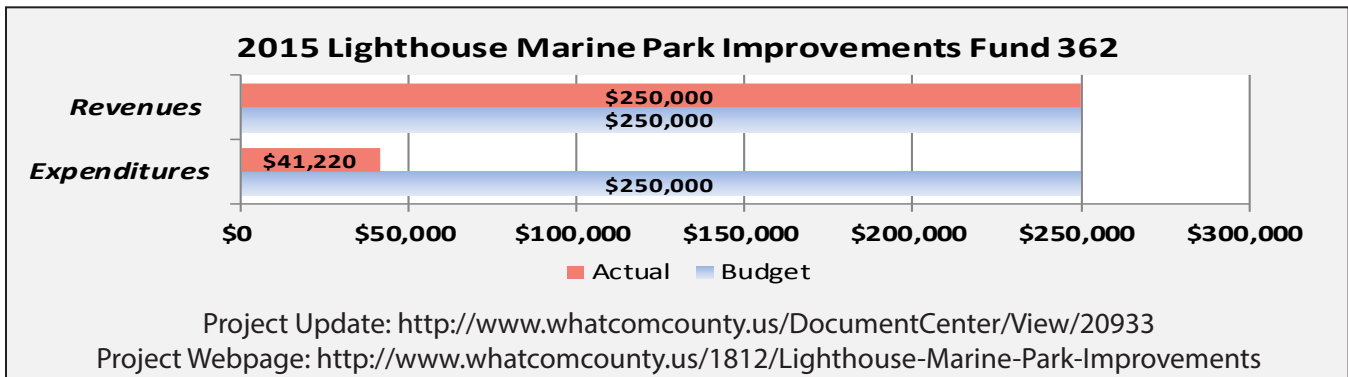 2015 Lighthouse Marine Park Improvements Fund 362
Revenues
$250,000
$250,000
Expenditures
$41,220
$250,000
$0 $50,000 $100,000 $150,000 $200,000 $250,000 $300,000
Actual Budget
Project Update: http://www.whatcomcounty.us/DocumentCenter/View/20933
Project Webpage: http://www.whatcomcounty.us/1812/Lighthouse-Marine-Park-Improvements